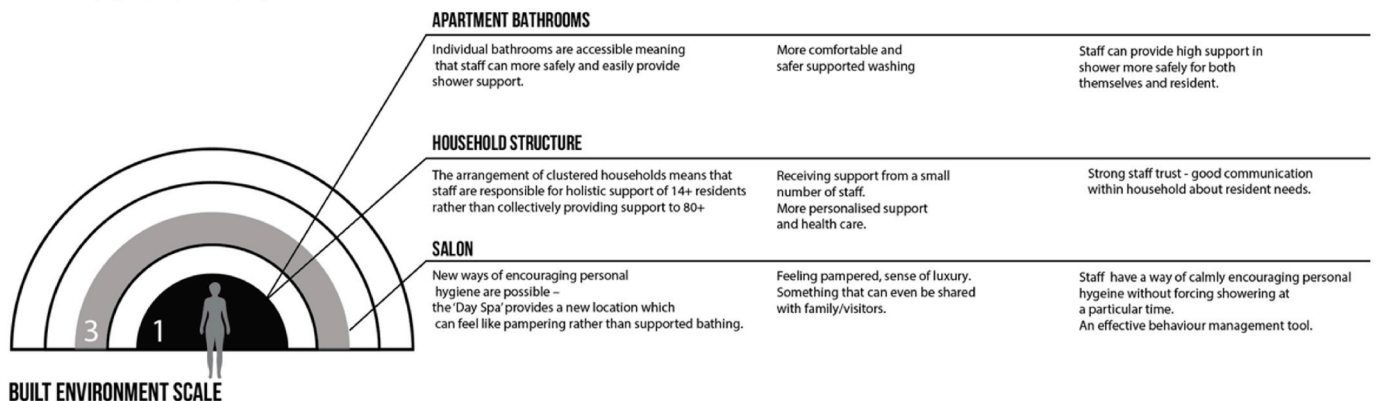 APARTMENT BATHROOMS
Individual bathrooms are accessible meaning
that staff can more safely and easily provide
shower support.
More comfortable and
safer supported washing
Staff can provide high support in
shower more safely for both
themselves and resident.
HOUSEHOLD STRUCTURE
The arrangement of clustered households means that
staff are responsible for holistic support of 14+ residents
rather than collectively providing support to 80+
Receiving support from a small
number of staff.
More personalised support
and health care.
Strong staff trust - good communication
within household about resident needs.
SALON
New ways of encouraging personal
hygiene are possible –
the 'Day Spa' provides a new location which
can feel like pampering rather than supported bathing.
Feeling pampered, sense of luxury.
Something that can even be shared
with family/visitors.
Staff have a way of calmly encouraging personal
hygeine without forcing showering at
a particular time.
An effective behaviour management tool.
3 1
BUILT ENVIRONMENT SCALE